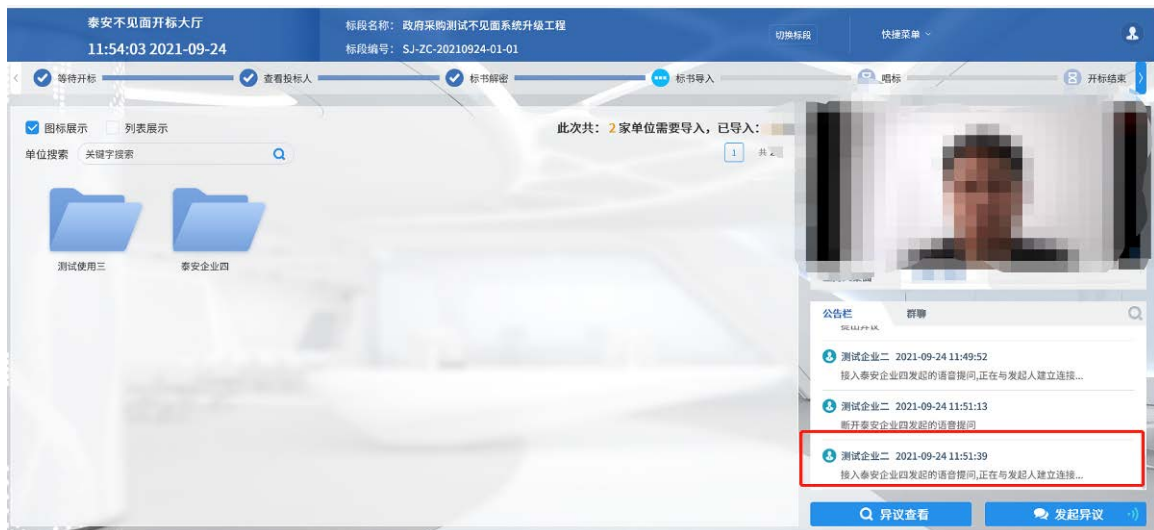 泰安不见面开标大厅
11:54:03 2021-09-24
标段名称： 政府采购测试不见面系统升级工程
标段编号： SJ-ZC-20210924-01-01
切换标段
快捷菜单
等待开标
查看投标人
标书解密
标书导入
唱标
开标结束
图标展示 列表展示
此次共： 2 家单位需要导入，已导入：
单位搜索 关键字搜索
1 共
测试使用三
泰安企业四
公告栏 群聊
测试企业二 2021-09-24 11:49:52
接入泰安企业四发起的语音提问,正在与发起人建立连接...
测试企业二 2021-09-24 11:51:13
断开泰安企业四发起的语音提问
测试企业二 2021-09-24 11:51:39
接入泰安企业四发起的语音提问,正在与发起人建立连接...
异议查看
发起异议